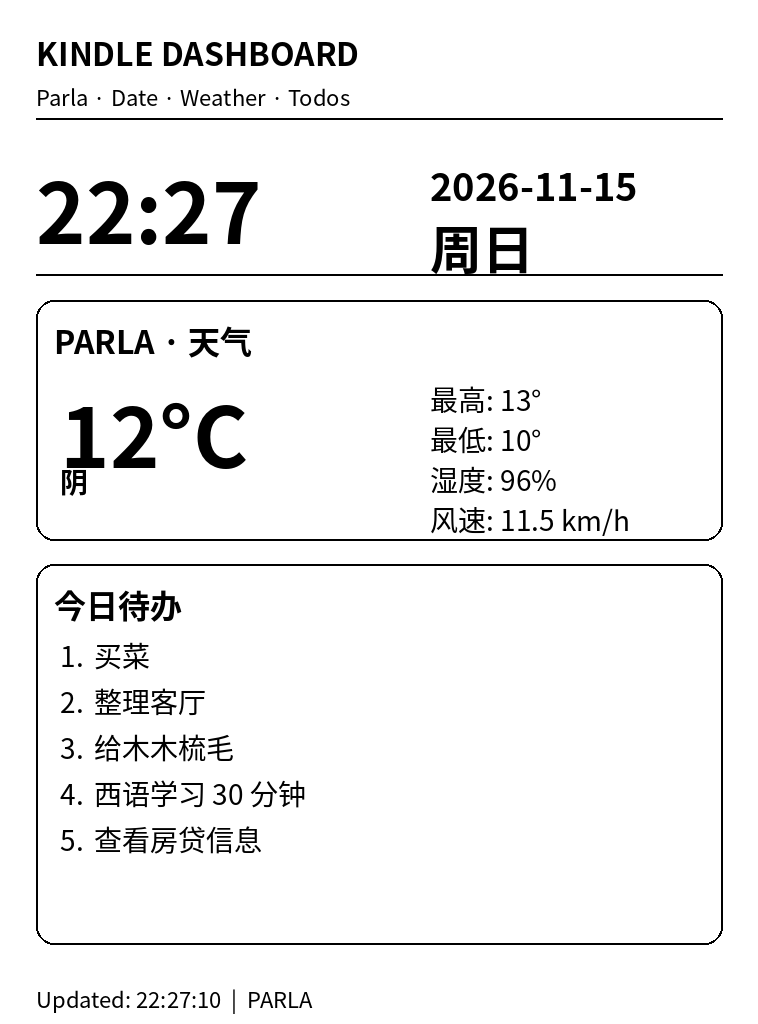 KINDLE DASHBOARD
Parla · Date · Weather · Todos
22:27
2026-11-15
周日
PARLA · 天气
12°C
阴
最高: 13°
最低: 10°
湿度: 96%
风速: 11.5 km/h
今日待办
1. 买菜
2. 整理客厅
3. 给木木梳毛
4. 西语学习 30 分钟
5. 查看房贷信息
Updated: 22:27:10 | PARLA